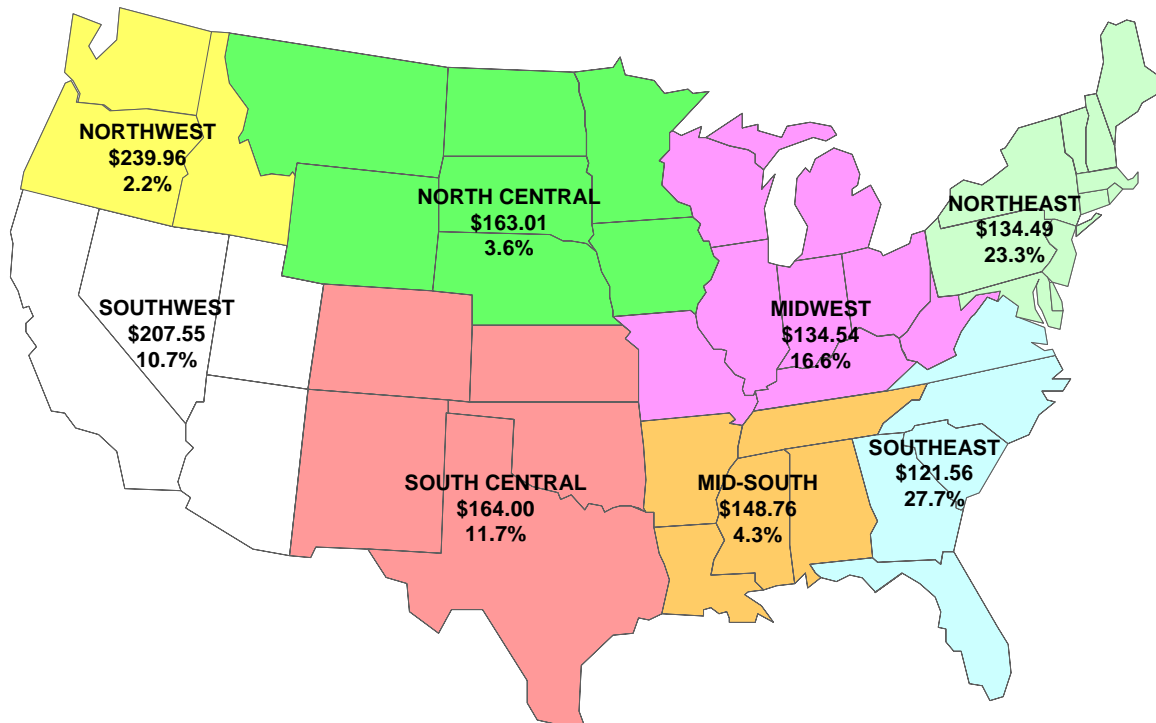 NORTHWEST
$239.96
2.2%
NORTH CENTRAL
$163.01
3.6%
NORTHEAST
$134.49
23.3%
SOUTHWEST
$207.55
10.7%
MIDWEST
$134.54
16.6%
SOUTH CENTRAL
$164.00
11.7%
MID-SOUTH
$148.76
4.3%
SOUTHEAST
$121.56
27.7%